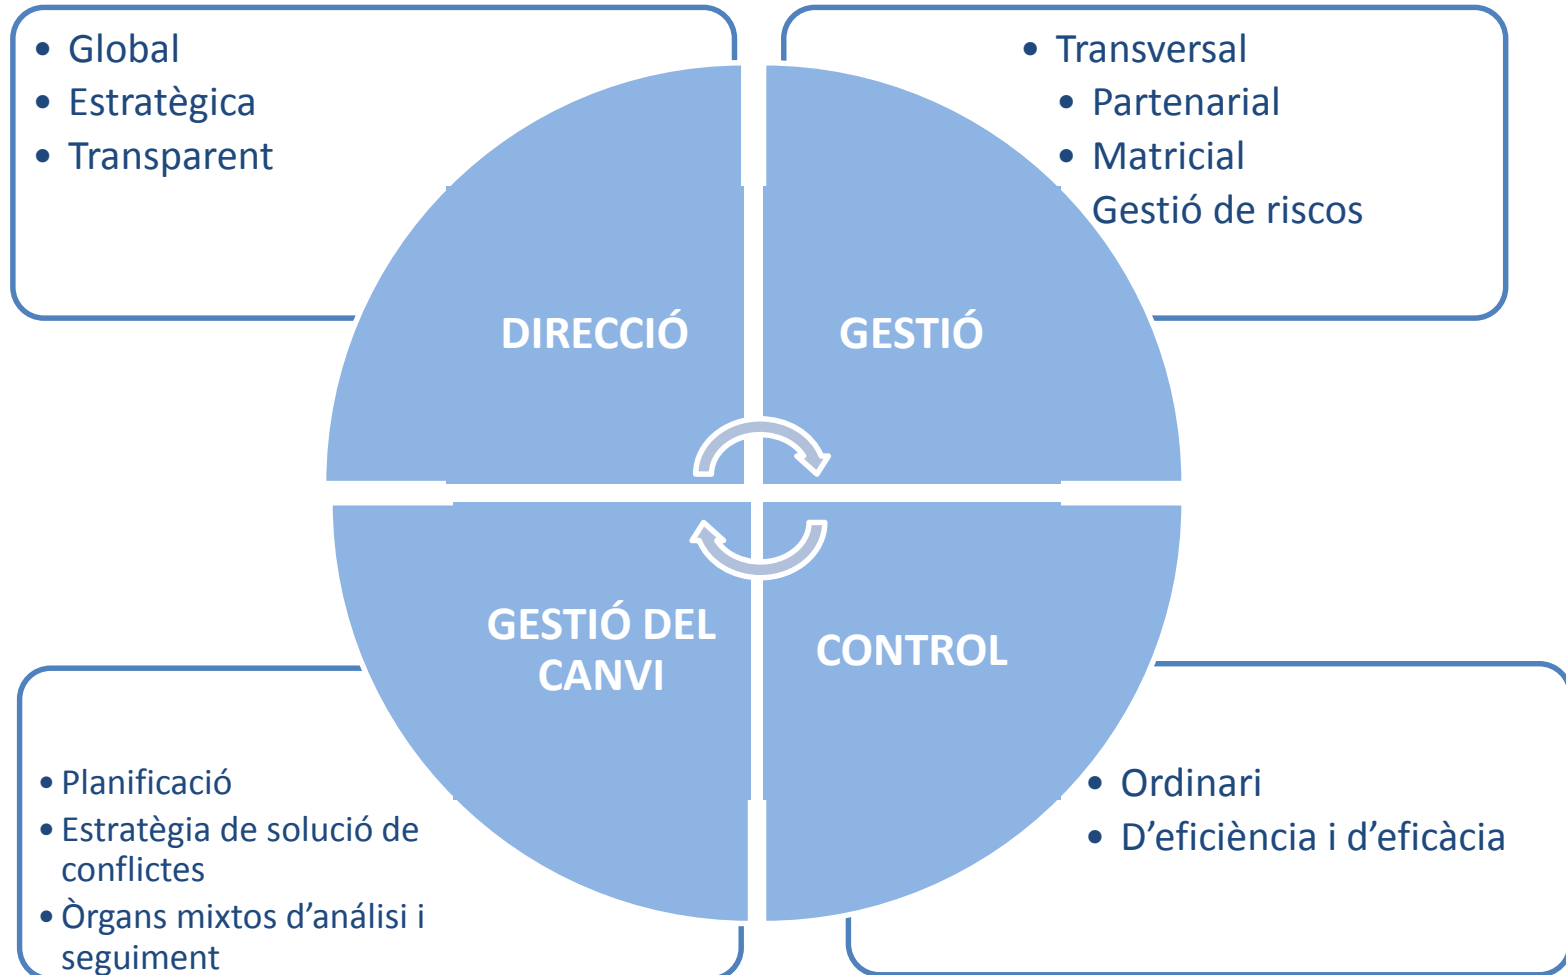 • Global
• Estratègica
• Transparent
• Transversal
• Partenarial
• Matricial
Gestió de riscos
DIRECCIÓ
GESTIÓ
GESTIÓ DEL
CANVI
CONTROL
• Planificació
• Estratègia de solució de
conflictes
• Òrgans mixtos d’anàlisi i
seguiment
• Ordinari
• D’eficiència i d’eficàcia